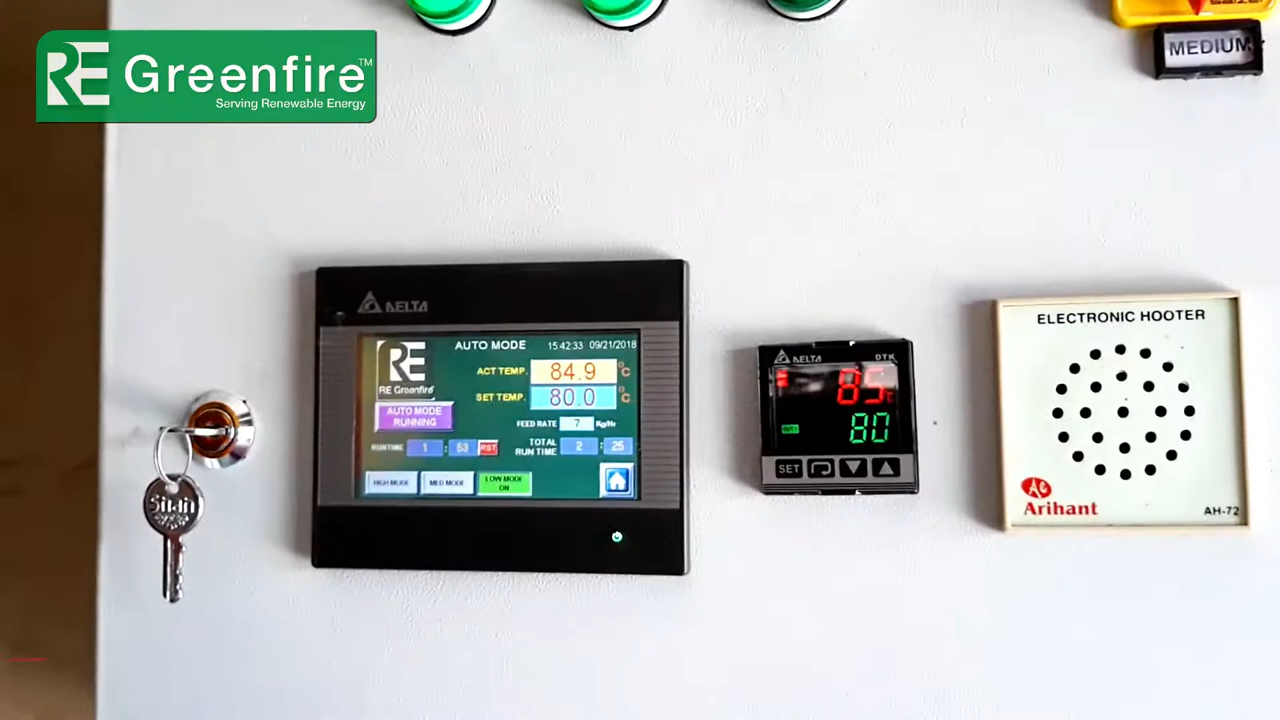 RE Greenfire™
Serving Renewable Energy
MEDIUM
DELTA
AUTO MODE 15:42:33 09/21/2018
RE
RE Greenfire
ACT TEMP. 84.9 °C
SET TEMP. 80.0 °C
AUTO MODE
RUNNING
FEED RATE 7 Kg/Hr
RUNTIME 1 : 53 RST
TOTAL
RUN TIME 2 : 25
HIGH MODE MED MODE LOW MODE
ON
DELTA DTK
85
80
SET
ELECTRONIC HOOTER
Arihant
AH-72